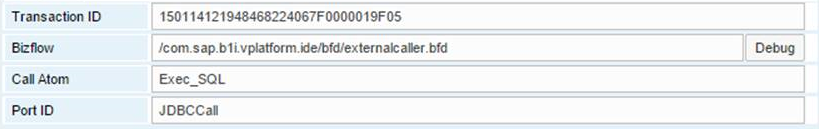 Transaction ID 150114121948468224067F0000019F05
Bizflow /com.sap.b1i.vplatform.ide/bfd/externalcaller.bfd Debug
Call Atom Exec_SQL
Port ID JDBCCall